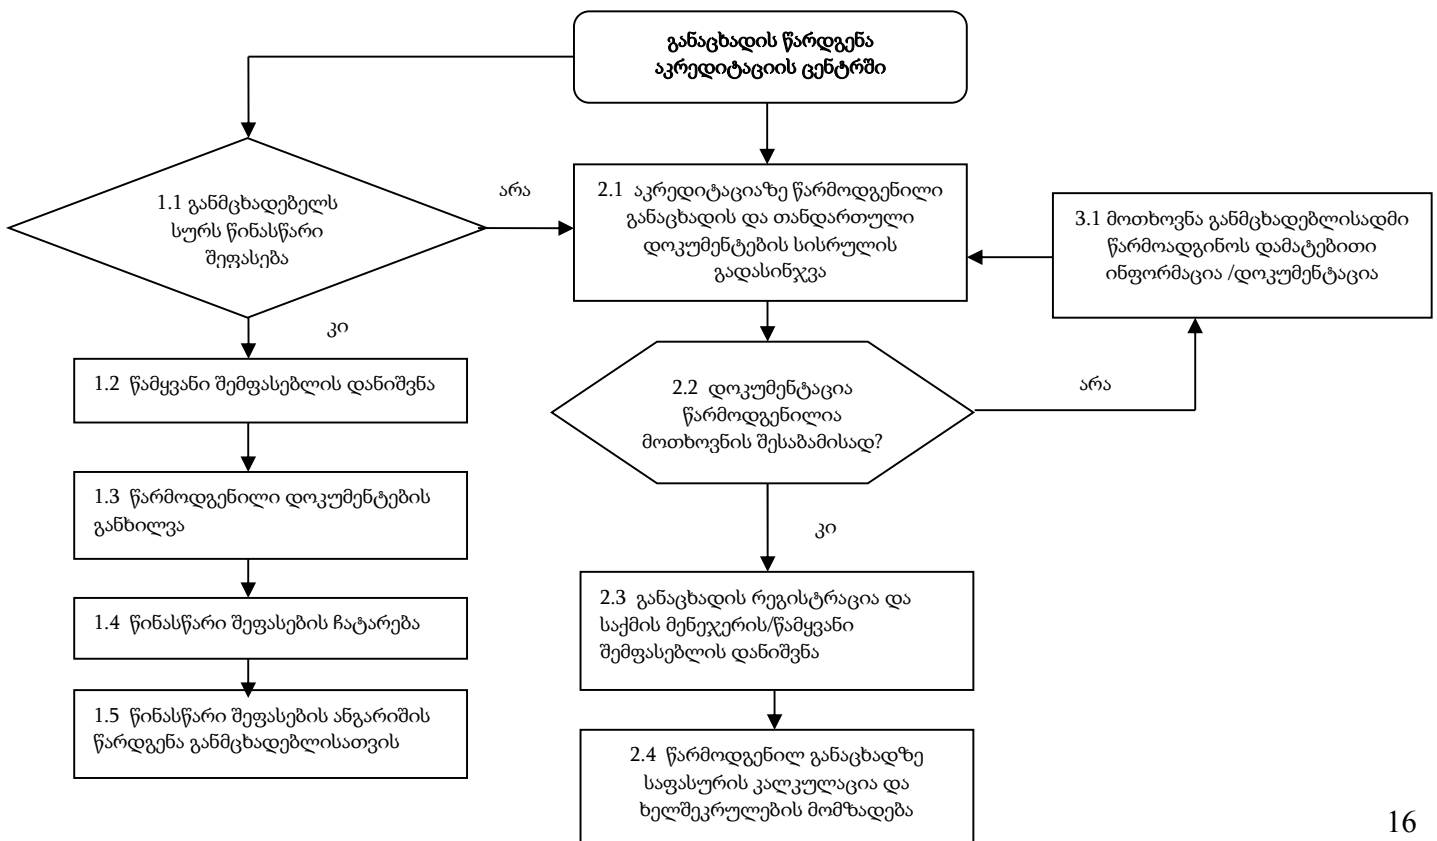 განაცხადის წარდგენა
აკრედიტაციის ცენტრში
1.1 განმცხადებელს
სურს წინასწარი
შეფასება
არა
2.1 აკრედიტაციაზე წარმოდგენილი
განაცხადის და თანდართული
დოკუმენტების სისრულის
გადასინჯვა
3.1 მოთხოვნა განმცხადებლისადმი
წარმოადგინოს დამატებითი
ინფორმაცია /დოკუმენტაცია
კი
1.2 წამყვანი შემფასებლის დანიშვნა
2.2 დოკუმენტაცია
წარმოდგენილია
მოთხოვნის შესაბამისად?
არა
1.3 წარმოდგენილი დოკუმენტების
განხილვა
კი
1.4 წინასწარი შეფასების ჩატარება
2.3 განაცხადის რეგისტრაცია და
საქმის მენეჯერის/წამყვანი
შემფასებლის დანიშვნა
1.5 წინასწარი შეფასების ანგარიშის
წარდგენა განმცხადებლისათვის
2.4 წარმოდგენილ განაცხადზე
საფასურის კალკულაცია და
ხელშეკრულების მომზადება
16